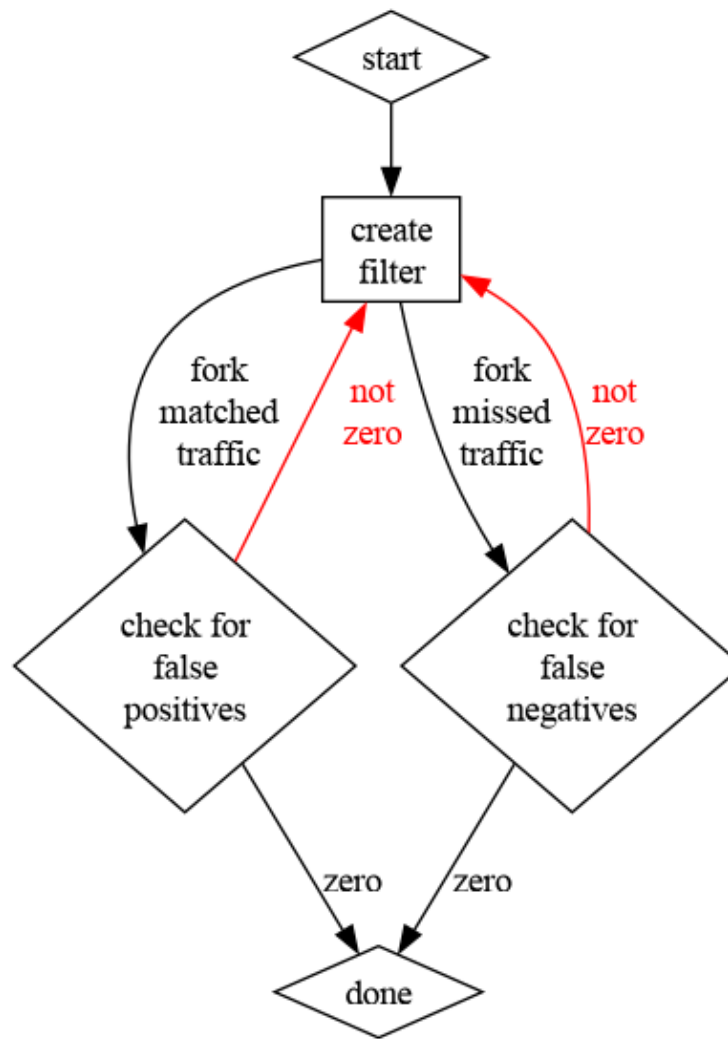 start
create
filter
fork
matched
traffic
not
zero
fork
missed
traffic
not
zero
check for
false
positives
check for
false
negatives
zero
zero
done